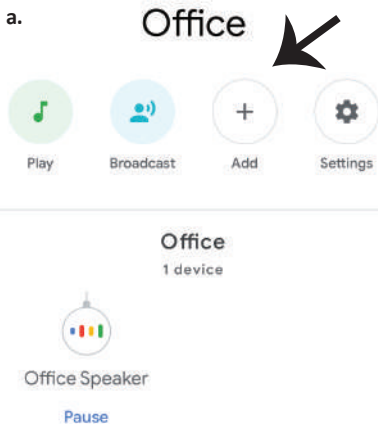 a.
Office
Play Broadcast Add Settings
Office
1 device
Office Speaker
Pause